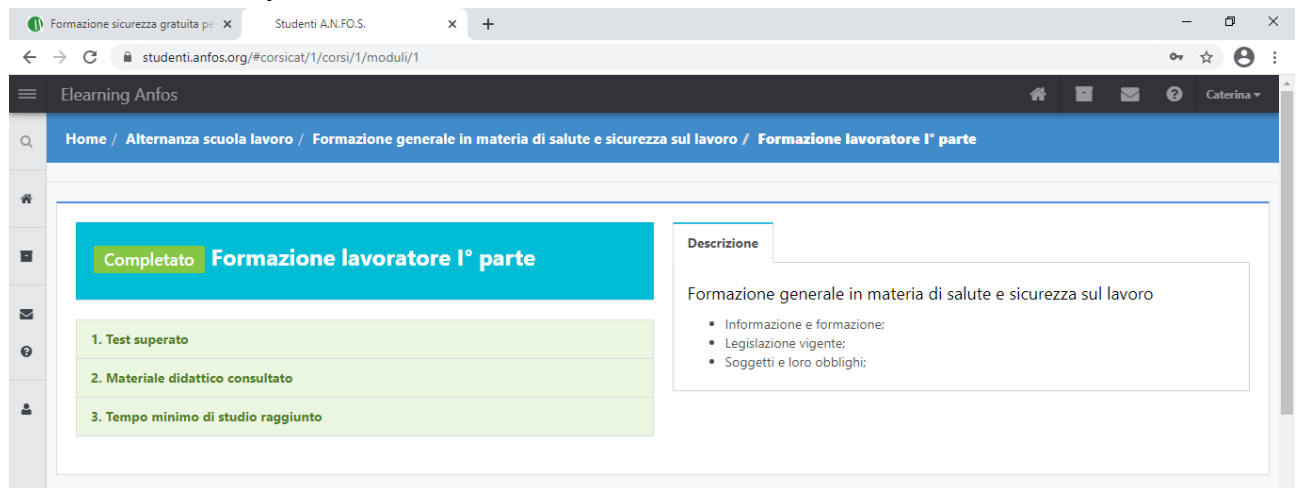 Formazione sicurezza gratuita pe
Studenti A.N.FO.S.
studenti.anfos.org/#corsicat/1/corsi/1/moduli/1
Elearning Anfos
Caterina
Home / Alternanza scuola lavoro / Formazione generale in materia di salute e sicurezza sul lavoro / Formazione lavoratore I° parte
Completato Formazione lavoratore I° parte
1. Test superato
2. Materiale didattico consultato
3. Tempo minimo di studio raggiunto
Descrizione
Formazione generale in materia di salute e sicurezza sul lavoro
• Informazione e formazione;
• Legislazione vigente;
• Soggetti e loro obblighi;